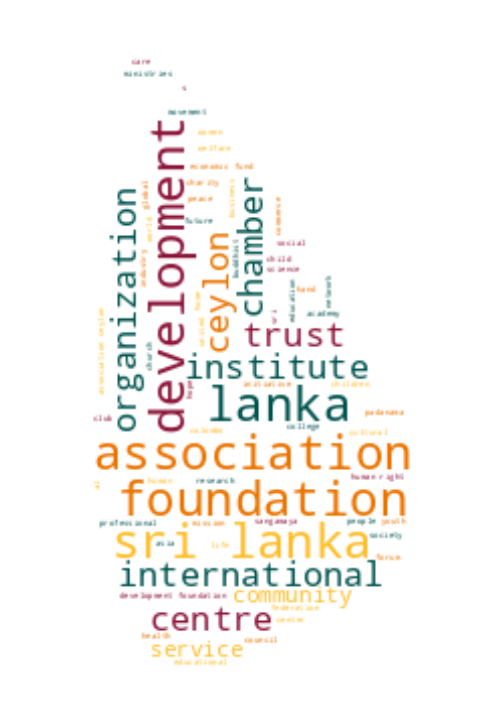 care
ministries
s
movement
women
welfare
economic fund
charity
global
peace
business
future
world
industry
development
organization
chamber
ceylon
buddhist
commerce
social
child
science
education
network
hand
academy
sri
trust
united
home
association ceylon
church
institute
hope
initiative
children
lanka
padanama
club
college
colombo
cultural
association
al
human
research
human right
foundation
professional
mission
sangamaya
people
youth
sri lanka
society
asia
life
forum
international
development foundation
community
federation
centre
center
health
council
service
educational